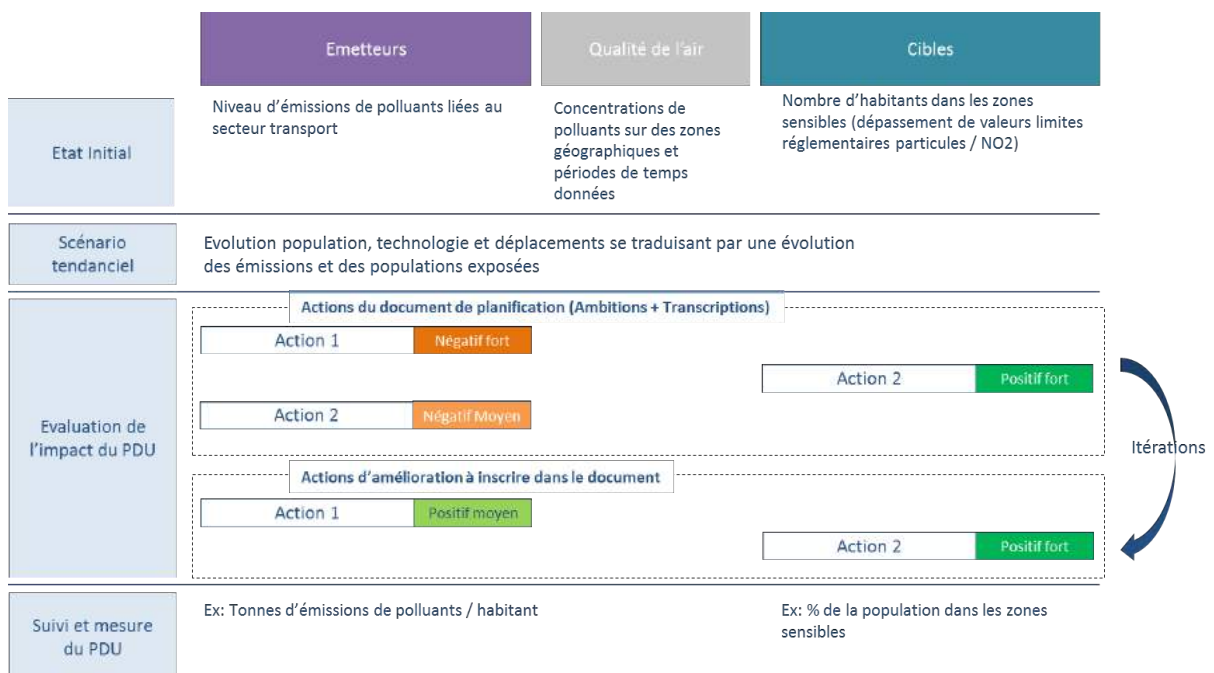 Emetteurs
Qualité de l'air
Cibles
Etat Initial
Niveau d'émissions de polluants liées au
secteur transport
Concentrations de
polluants sur des zones
géographiques et
périodes de temps
données
Nombre d'habitants dans les zones
sensibles (dépassement de valeurs limites
réglementaires particules / NO2)
Scénario
tendanciel
Evolution population, technologie et déplacements se traduisant par une évolution
des émissions et des populations exposées
Evaluation de
l'impact du PDU
Actions du document de planification (Ambitions + Transcriptions)
Action 1
Négatif fort
Action 2
Positif fort
Action 2
Négatif Moyen
Actions d'amélioration à inscrire dans le document
Action 1
Positif moyen
Action 2
Positif fort
Itérations
Suivi et mesure
du PDU
Ex: Tonnes d'émissions de polluants / habitant
Ex: % de la population dans les zones
sensibles